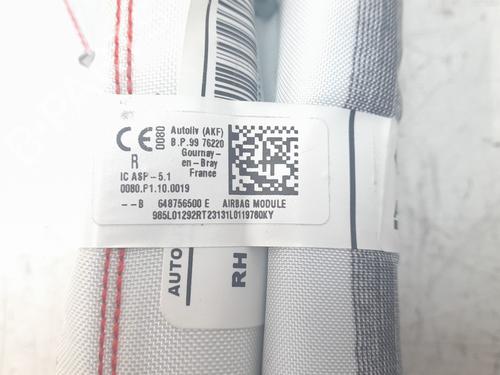 CE
0080
R
Autoliv (AKF)
B.P.99 76220
Gournay-
en-Bray
France
IC ASP-5.1
0080.P1.10.0019
--B 648756500 E AIRBAG MODULE
985L01292RT23131L0119780KY
AUTO
RH